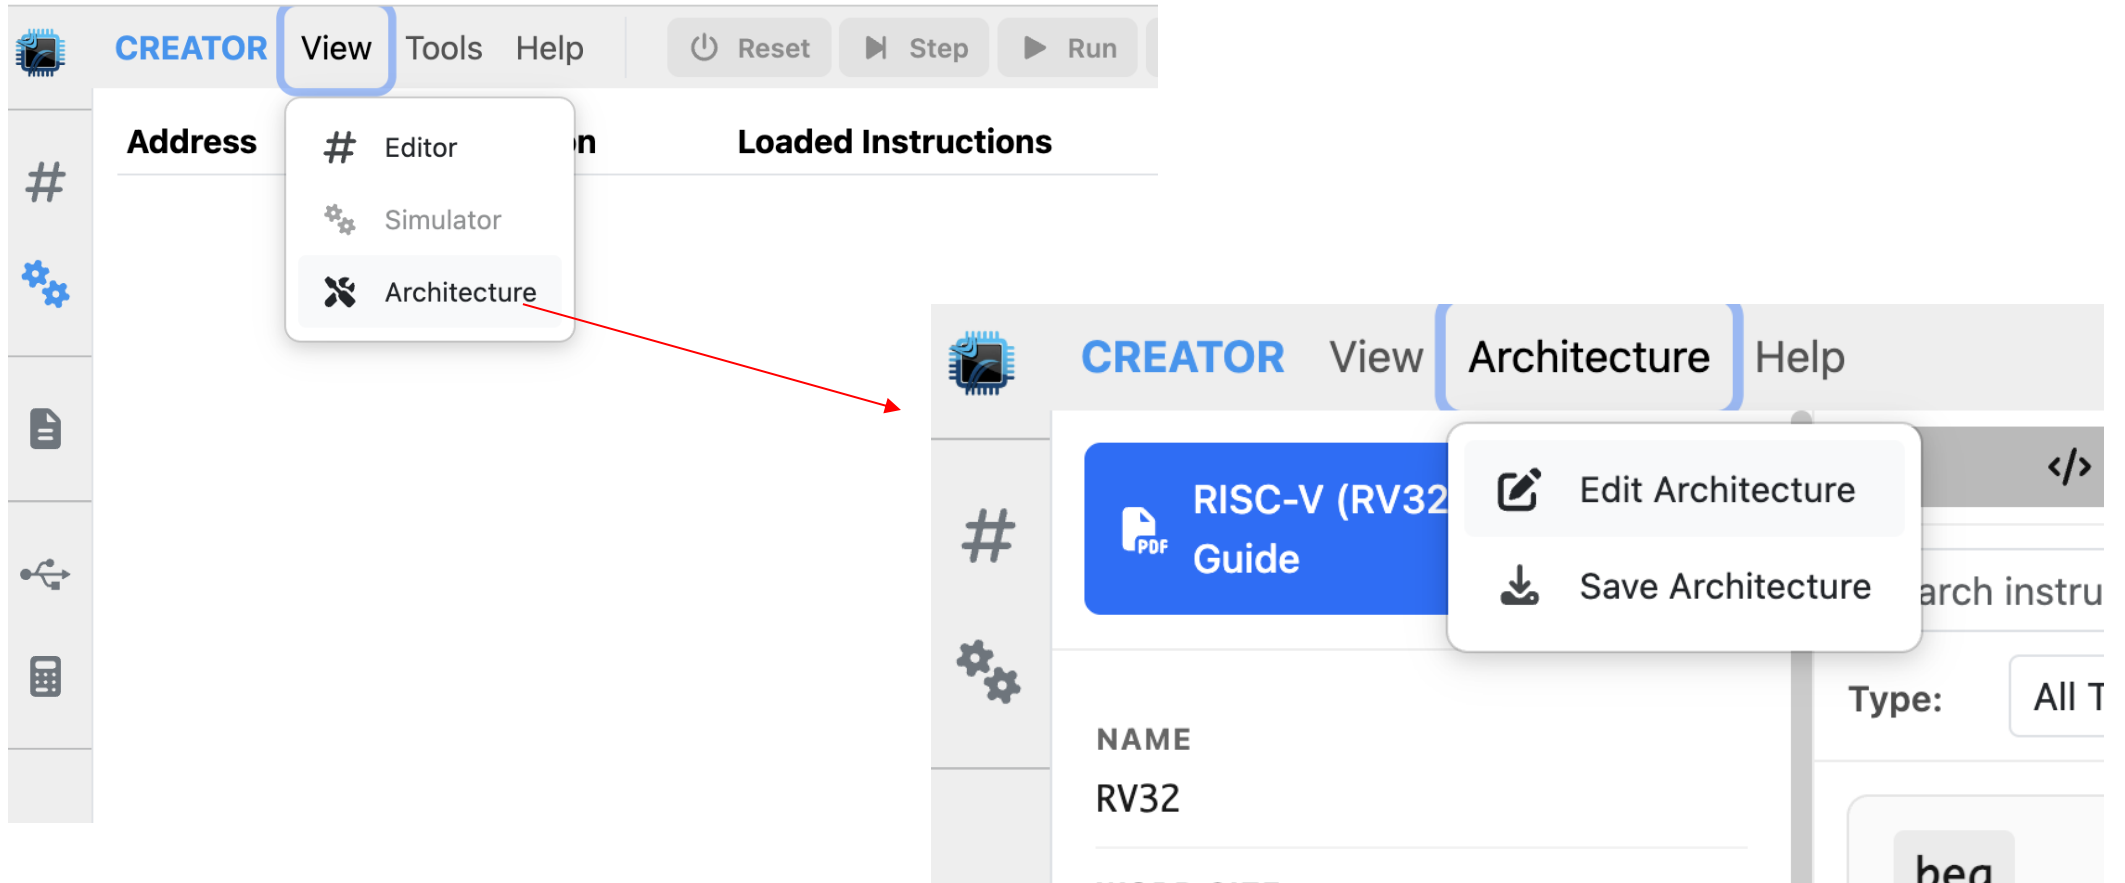 CREATOR View Tools Help Reset Step Run
Address Loaded Instructions
Editor
Simulator
Architecture
CREATOR View Architecture Help
RISC-V (RV32
Guide
PDF
Edit Architecture
Save Architecture
arch instru
Type: All T
NAME
RV32
beq